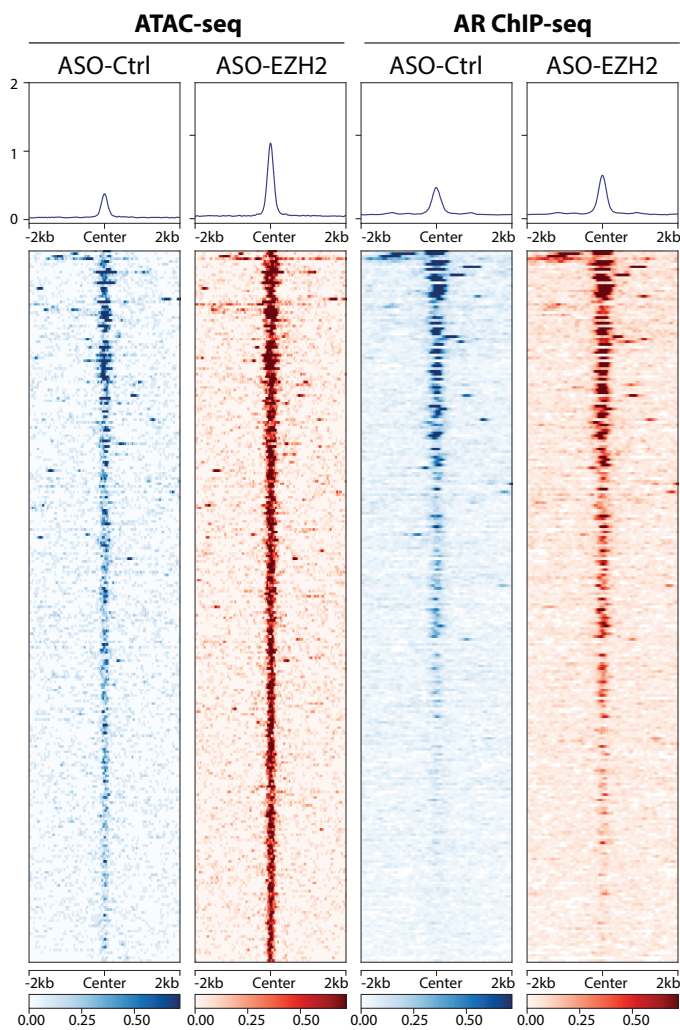 ATAC-seq AR ChIP-seq
ASO-Ctrl ASO-EZH2 ASO-Ctrl ASO-EZH2
2
1
0
-2kb Center 2kb -2kb Center 2kb -2kb Center 2kb -2kb Center 2kb
-2kb Center 2kb -2kb Center 2kb -2kb Center 2kb -2kb Center 2kb
0.00 0.25 0.50 0.00 0.25 0.50 0.00 0.25 0.50 0.00 0.25 0.50